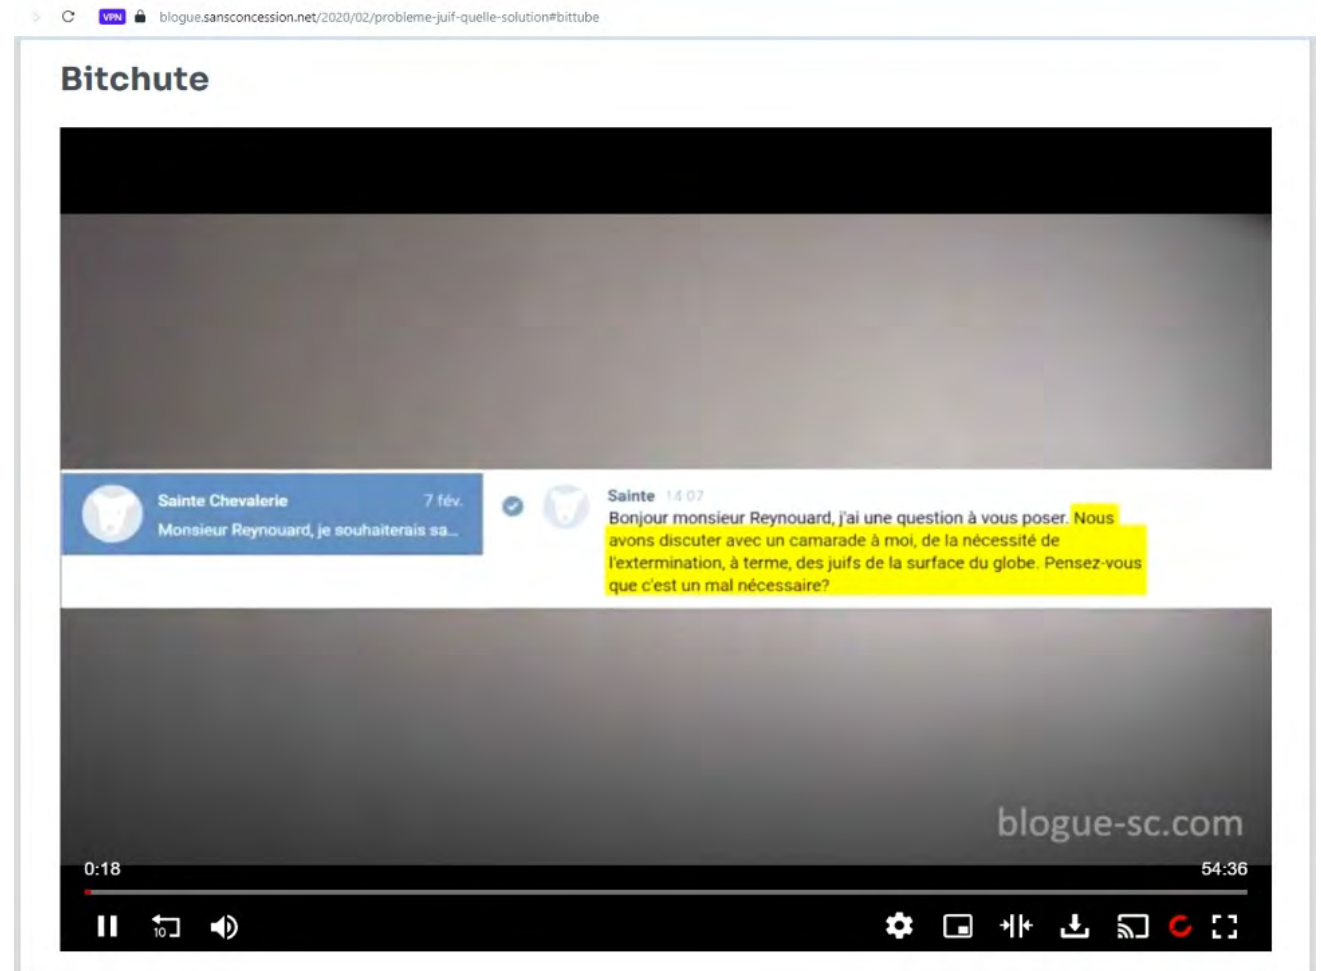 VPN blogue.sansconcession.net/2020/02/probleme-juif-quelle-solution#bittube
Bitchute
Sainte Chevalerie 7 fév.
Monsieur Reynouard, je souhaiterais sa...
Sainte 14:07
Bonjour monsieur Reynouard, j'ai une question à vous poser. Nous
avons discuter avec un camarade à moi, de la nécessité de
l'extermination, à terme, des juifs de la surface du globe. Pensez-vous
que c'est un mal nécessaire?
blogue-sc.com
0:18 54:36
10